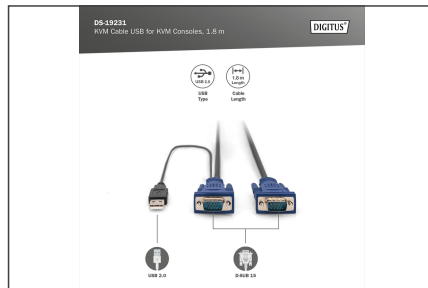 DS-19231
KVM Cable USB for KVM Consoles, 1.8 m
DIGITUS®
USB 2.0
1.8 m
Length
USB
Type
Cable
Length
USB 2.0
D-SUB 15